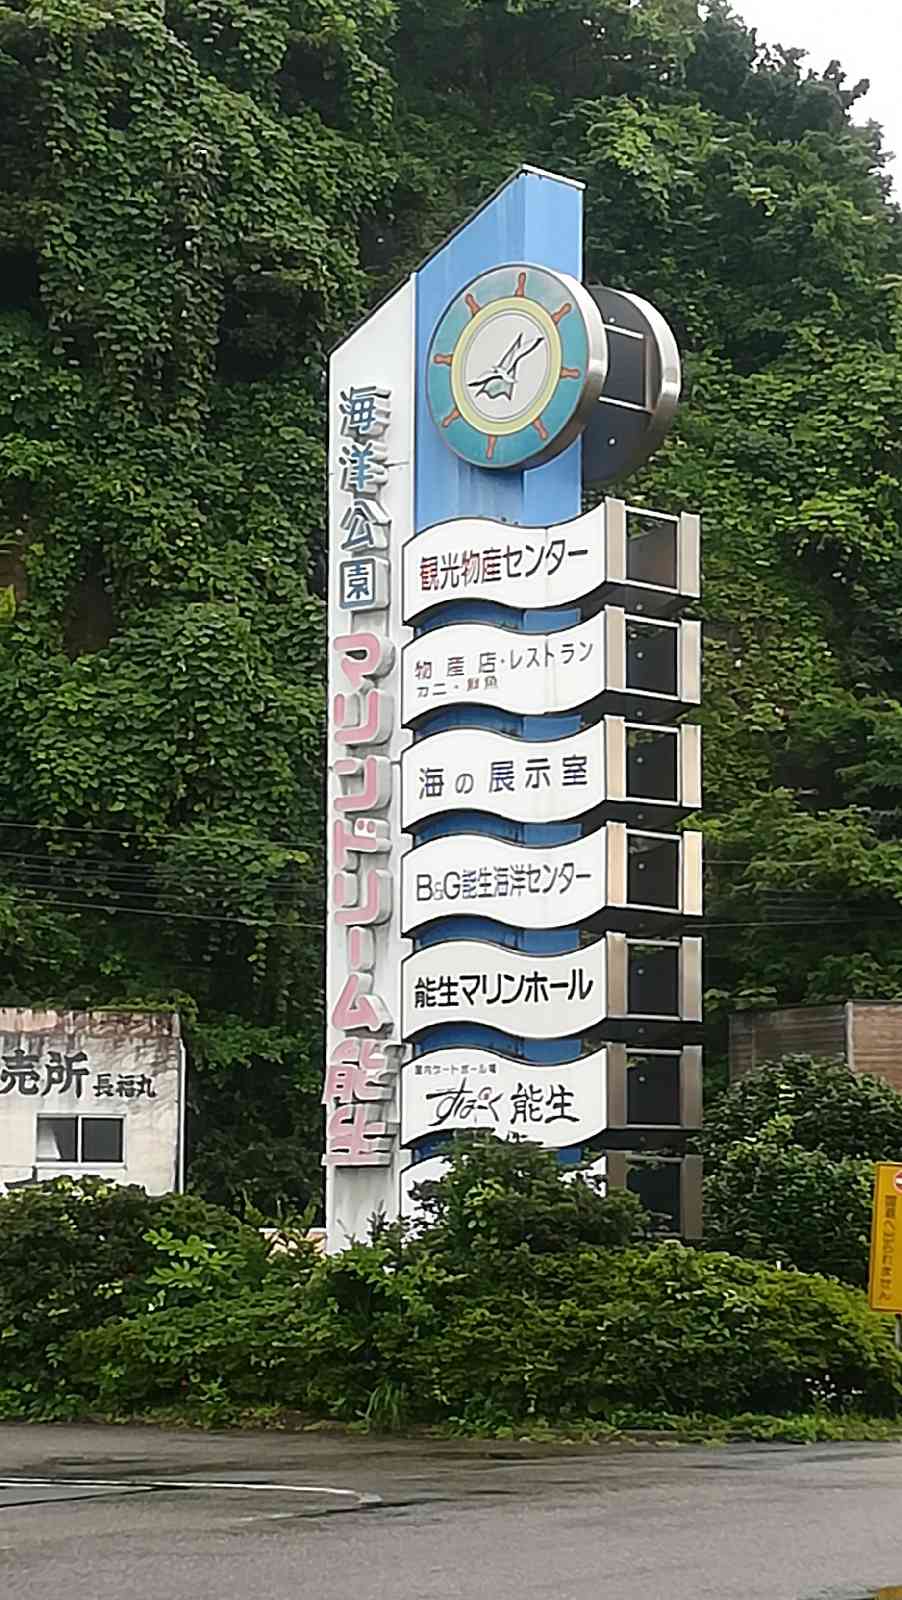 海洋公園 マリンドリーム能生
観光物産センター
物産店・レストラン
カニ・鮮魚
海の展示室
B&G能生海洋センター
能生マリンホール
屋内ゲートボール場
すぱーく能生
売所 長福丸